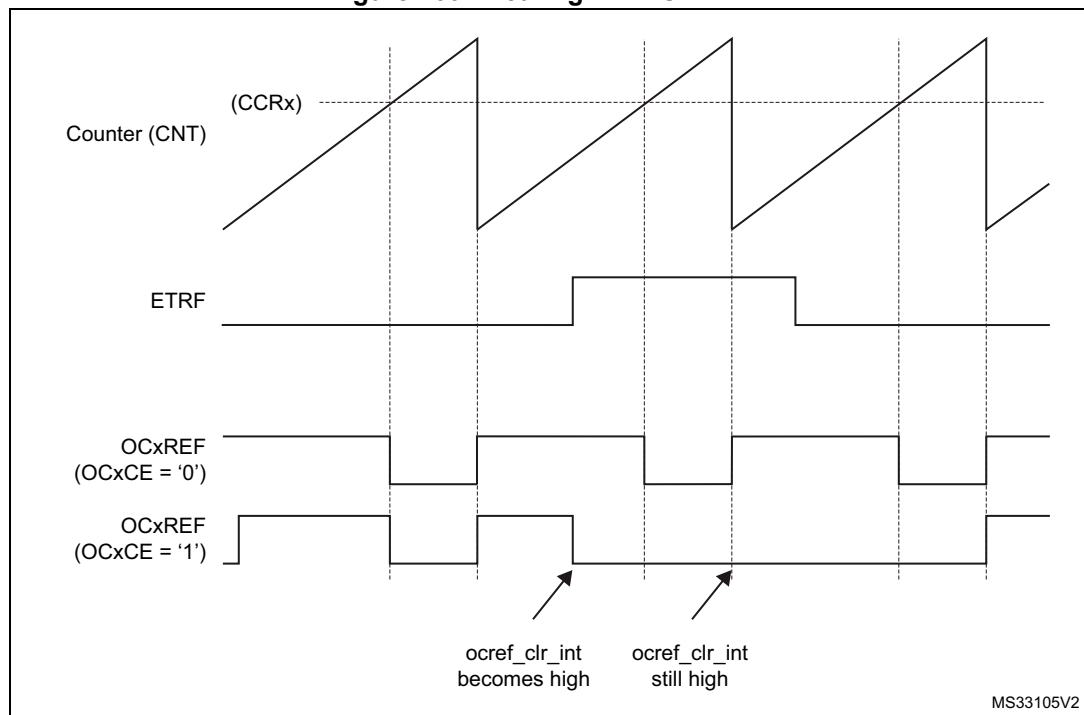 (CCRx)
Counter (CNT)
ETRF
OCxREF
(OCxCE = ‘0’)
OCxREF
(OCxCE = ‘1’)
ocref_clr_int
becomes high
ocref_clr_int
still high
MS33105V2